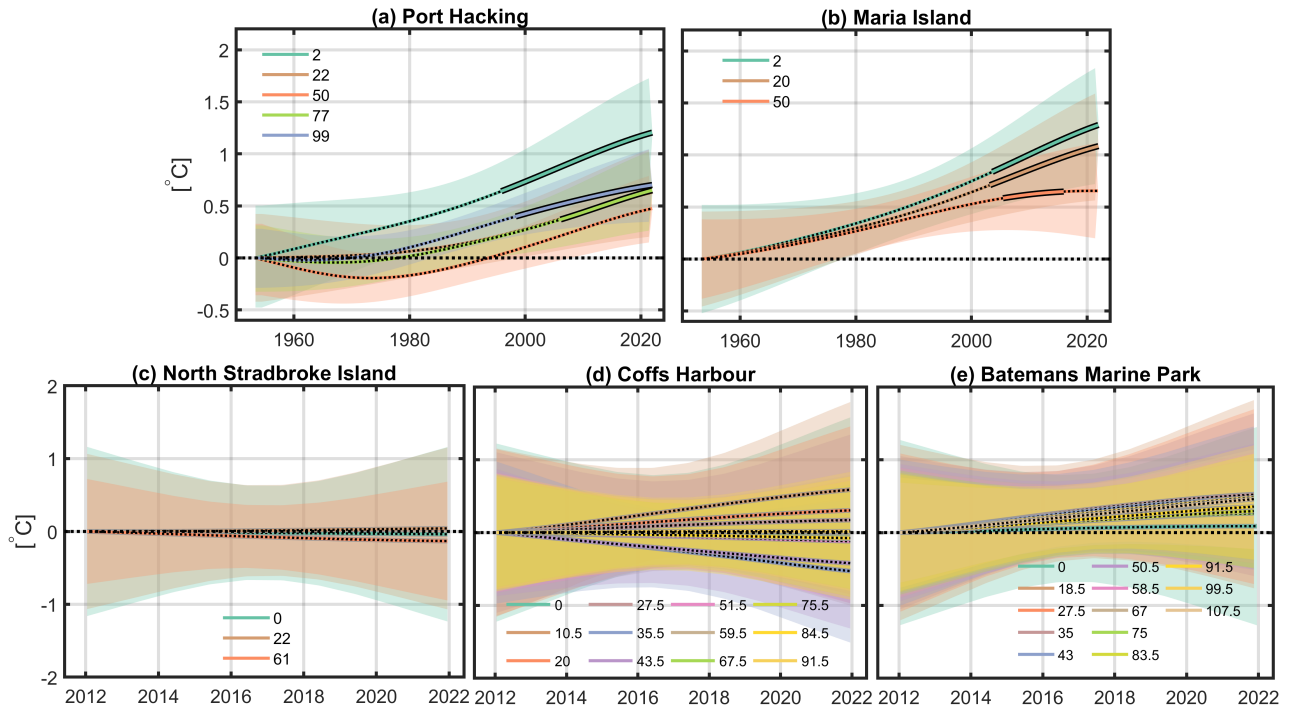 (a) Port Hacking
(b) Maria Island
2
1.5
1
0.5
0
-0.5
[°C]
2
22
50
77
99
2
20
50
1960 1980 2000 2020
1960 1980 2000 2020
(c) North Stradbroke Island
(d) Coffs Harbour
(e) Batemans Marine Park
2
1
0
-1
-2
[°C]
0
22
61
0 27.5 51.5 75.5
10.5 35.5 59.5 84.5
20 43.5 67.5 91.5
0 50.5 91.5
18.5 58.5 99.5
27.5 67 107.5
35 75
43 83.5
2012 2014 2016 2018 2020 2022
2012 2014 2016 2018 2020 2022
2012 2014 2016 2018 2020 2022